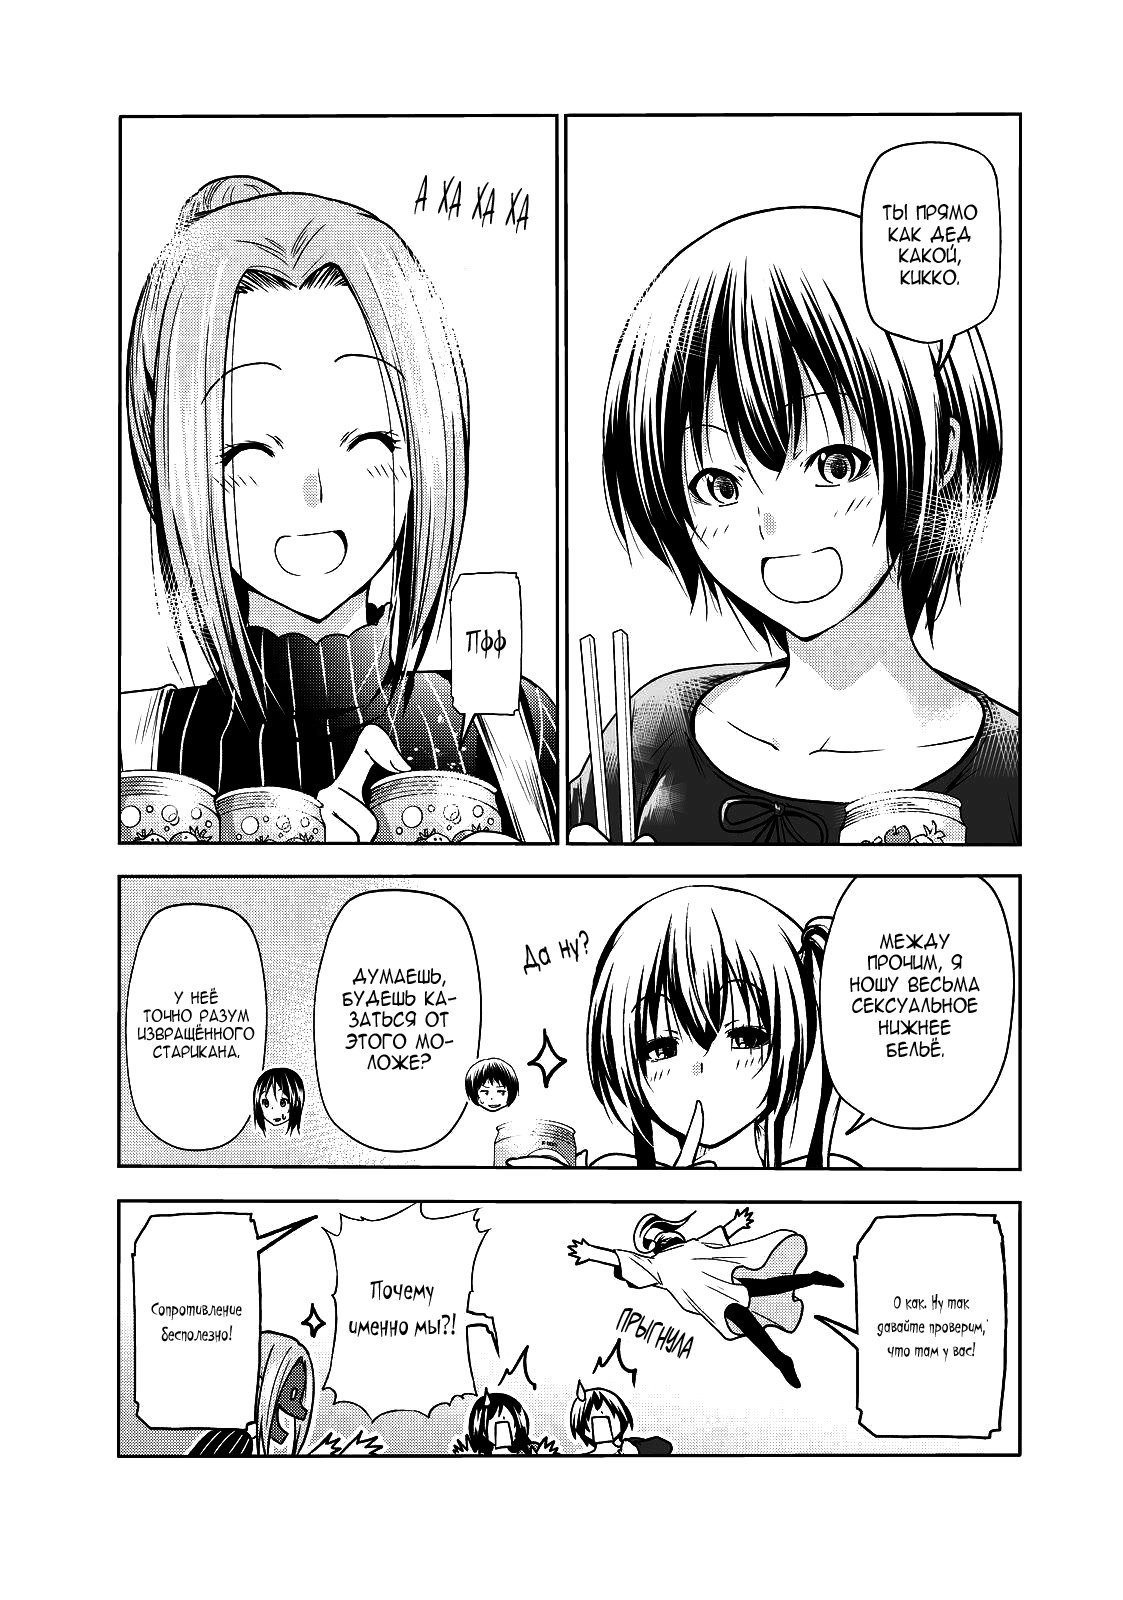 ТЫ ПРЯМО
КАК ДЕД
КАКОЙ,
КИККО.
А ХА ХА ХА
Пфф
МЕЖДУ
ПРОЧИМ, Я
НОШУ ВЕСЬМА
СЕКСУАЛЬНОЕ
НИЖНЕЕ
БЕЛЬЁ.
Да ну?
ДУМАЕШЬ,
БУДЕШЬ КА-
ЗАТЬСЯ ОТ
ЭТОГО МО-
ЛОЖЕ?
У НЕЁ
ТОЧНО РАЗУМ
ИЗВРАЩЁННОГО
СТАРИКАНА.
О как. Ну так
давайте проверим,
что там у вас!
ПРЫГНУЛА
Почему
именно мы?!
Сопротивление
бесполезно!